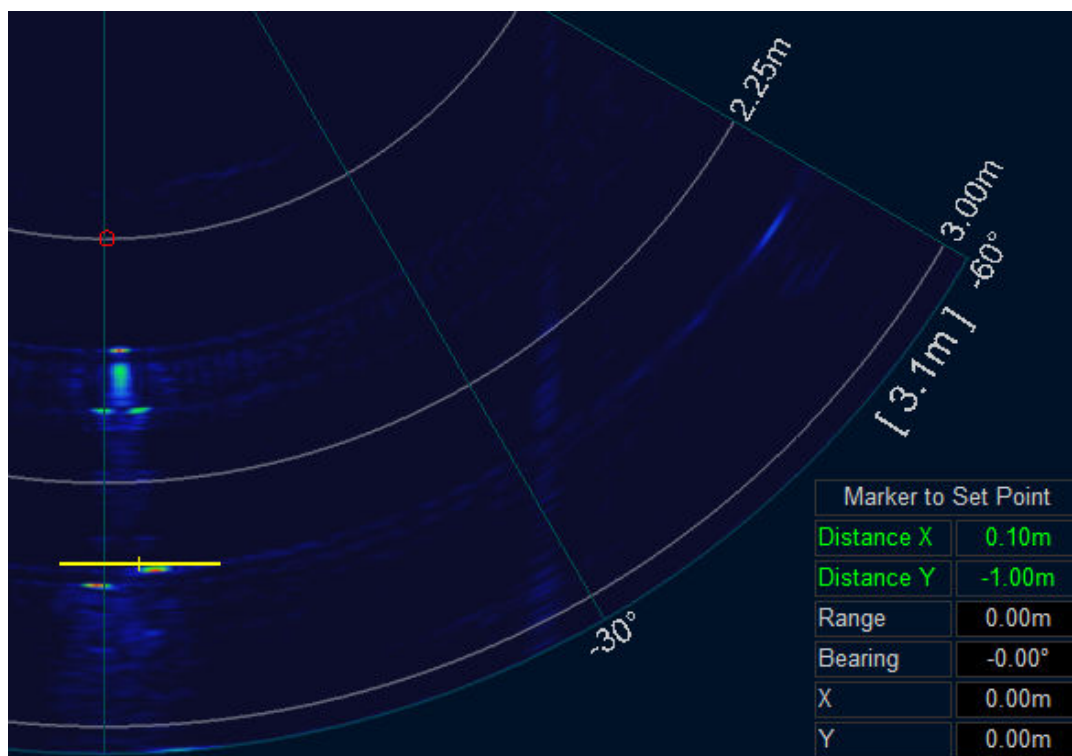 2.25m
3.00m
-60°
[ 3.1m ]
-30°
Marker to Set Point
Distance X 0.10m
Distance Y -1.00m
Range 0.00m
Bearing -0.00°
X 0.00m
Y 0.00m